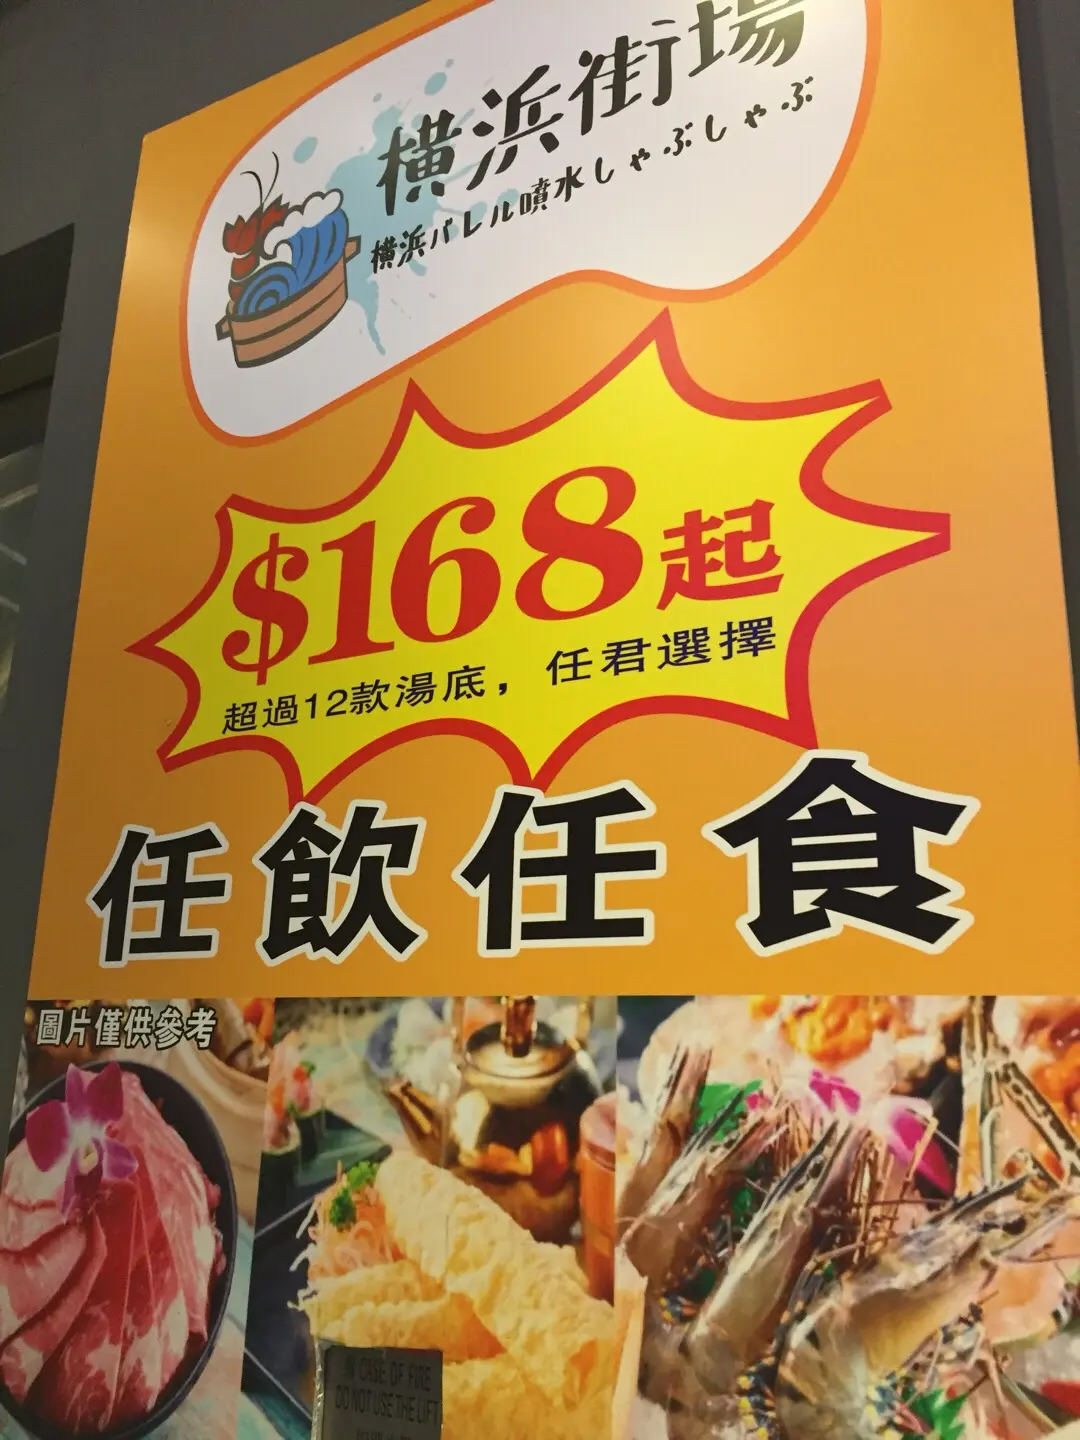 横浜街場
横浜バレル噴水しゃぶしゃぶ
$168起
超過12款湯底，任君選擇
任飲任食
圖片僅供參考
IN CASE OF FIRE
DO NOT USE THE LIFT